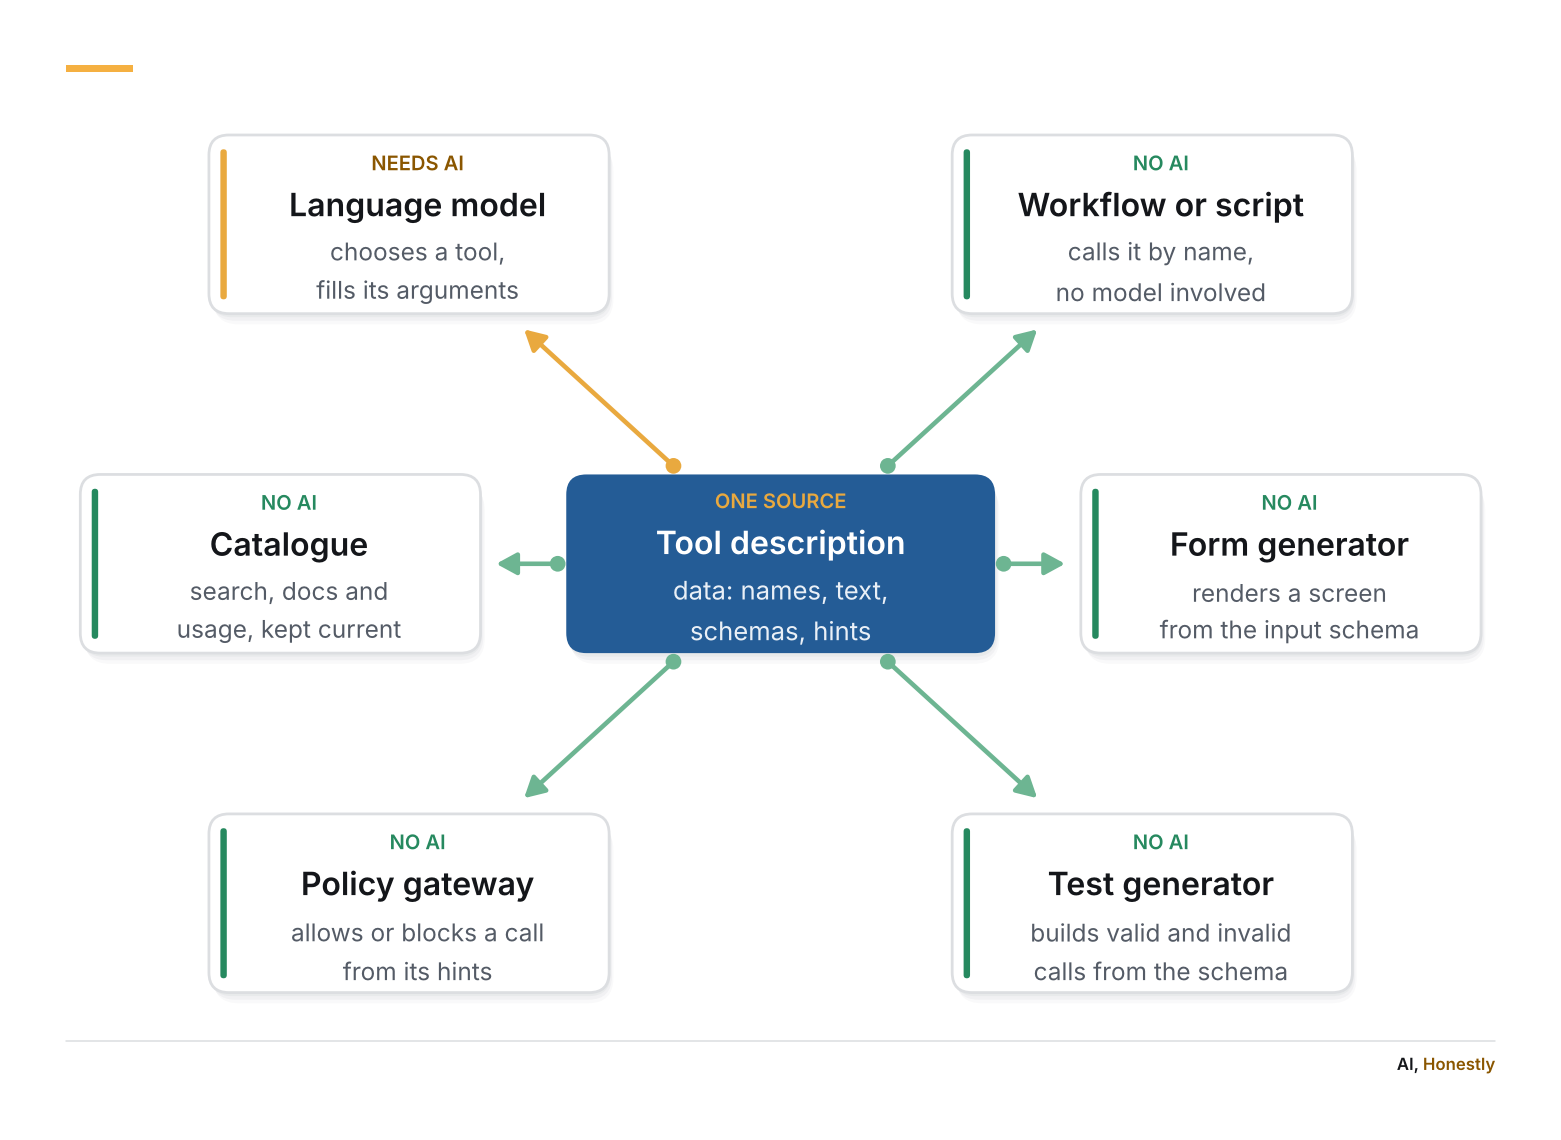 NEEDS AI
Language model
chooses a tool,
fills its arguments
NO AI
Workflow or script
calls it by name,
no model involved
NO AI
Catalogue
search, docs and
usage, kept current
ONE SOURCE
Tool description
data: names, text,
schemas, hints
NO AI
Form generator
renders a screen
from the input schema
NO AI
Policy gateway
allows or blocks a call
from its hints
NO AI
Test generator
builds valid and invalid
calls from the schema
AI, Honestly